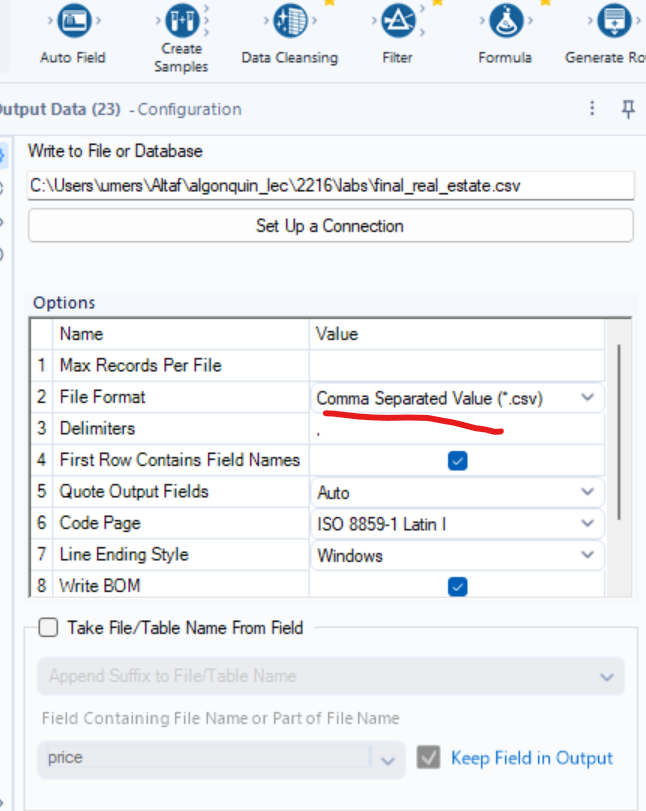 Auto Field
Create
Samples
Data Cleansing
Filter
Formula
Generate
Output Data (23) - Configuration
Write to File or Database
C:\Users\umers\Altaf\algonquin_lec\2216\labs\final_real_estate.csv
Set Up a Connection
Options
Name Value
1 Max Records Per File
2 File Format Comma Separated Value (*.csv)
3 Delimiters ,
4 First Row Contains Field Names
5 Quote Output Fields Auto
6 Code Page ISO 8859-1 Latin I
7 Line Ending Style Windows
8 Write BOM
Take File/Table Name From Field
Append Suffix to File/Table Name
Field Containing File Name or Part of File Name
price Keep Field in Output